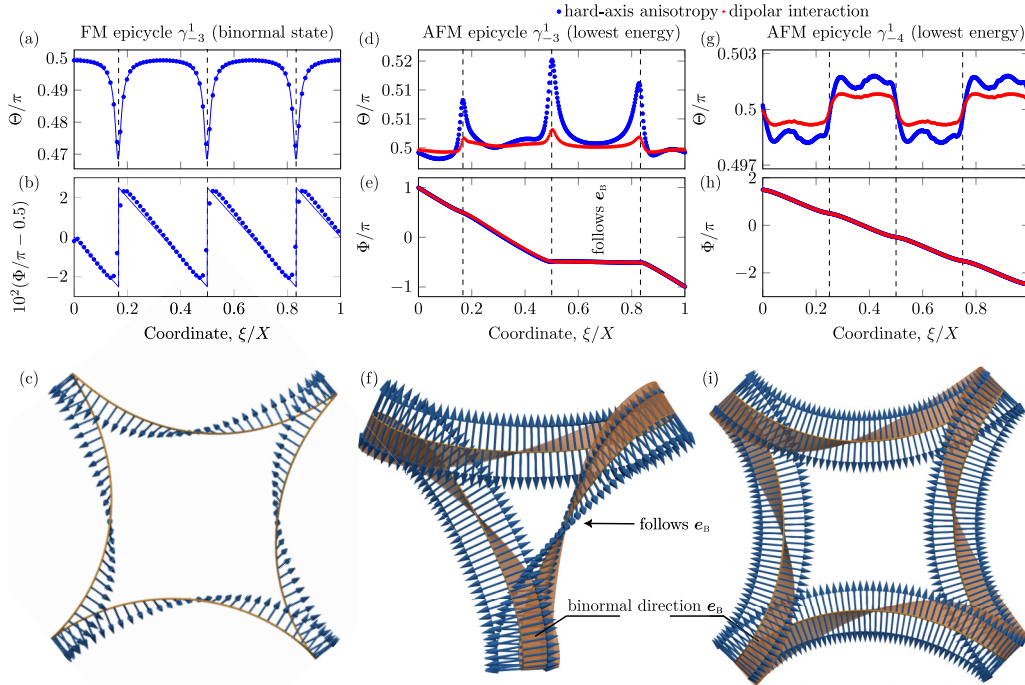 hard-axis anisotropy dipolar interaction
(a) FM epicycle γ¹₋₃ (binormal state)
(d) AFM epicycle γ¹₋₃ (lowest energy)
(g) AFM epicycle γ¹₋₄ (lowest energy)
Θ/π
0.5
0.49
0.48
0.47
Θ/π
0.52
0.51
0.5
Θ/π
0.503
0.5
0.497
(b)
10²(Φ/π − 0.5)
2
0
−2
0 0.2 0.4 0.6 0.8 1
Coordinate, ξ/X
(e)
Φ/π
1
0
−1
follows e_B
0 0.2 0.4 0.6 0.8 1
Coordinate, ξ/X
(h)
Φ/π
2
0
−2
0 0.2 0.4 0.6 0.8 1
Coordinate, ξ/X
(c)
(f)
(i)
follows e_B
binormal direction e_B